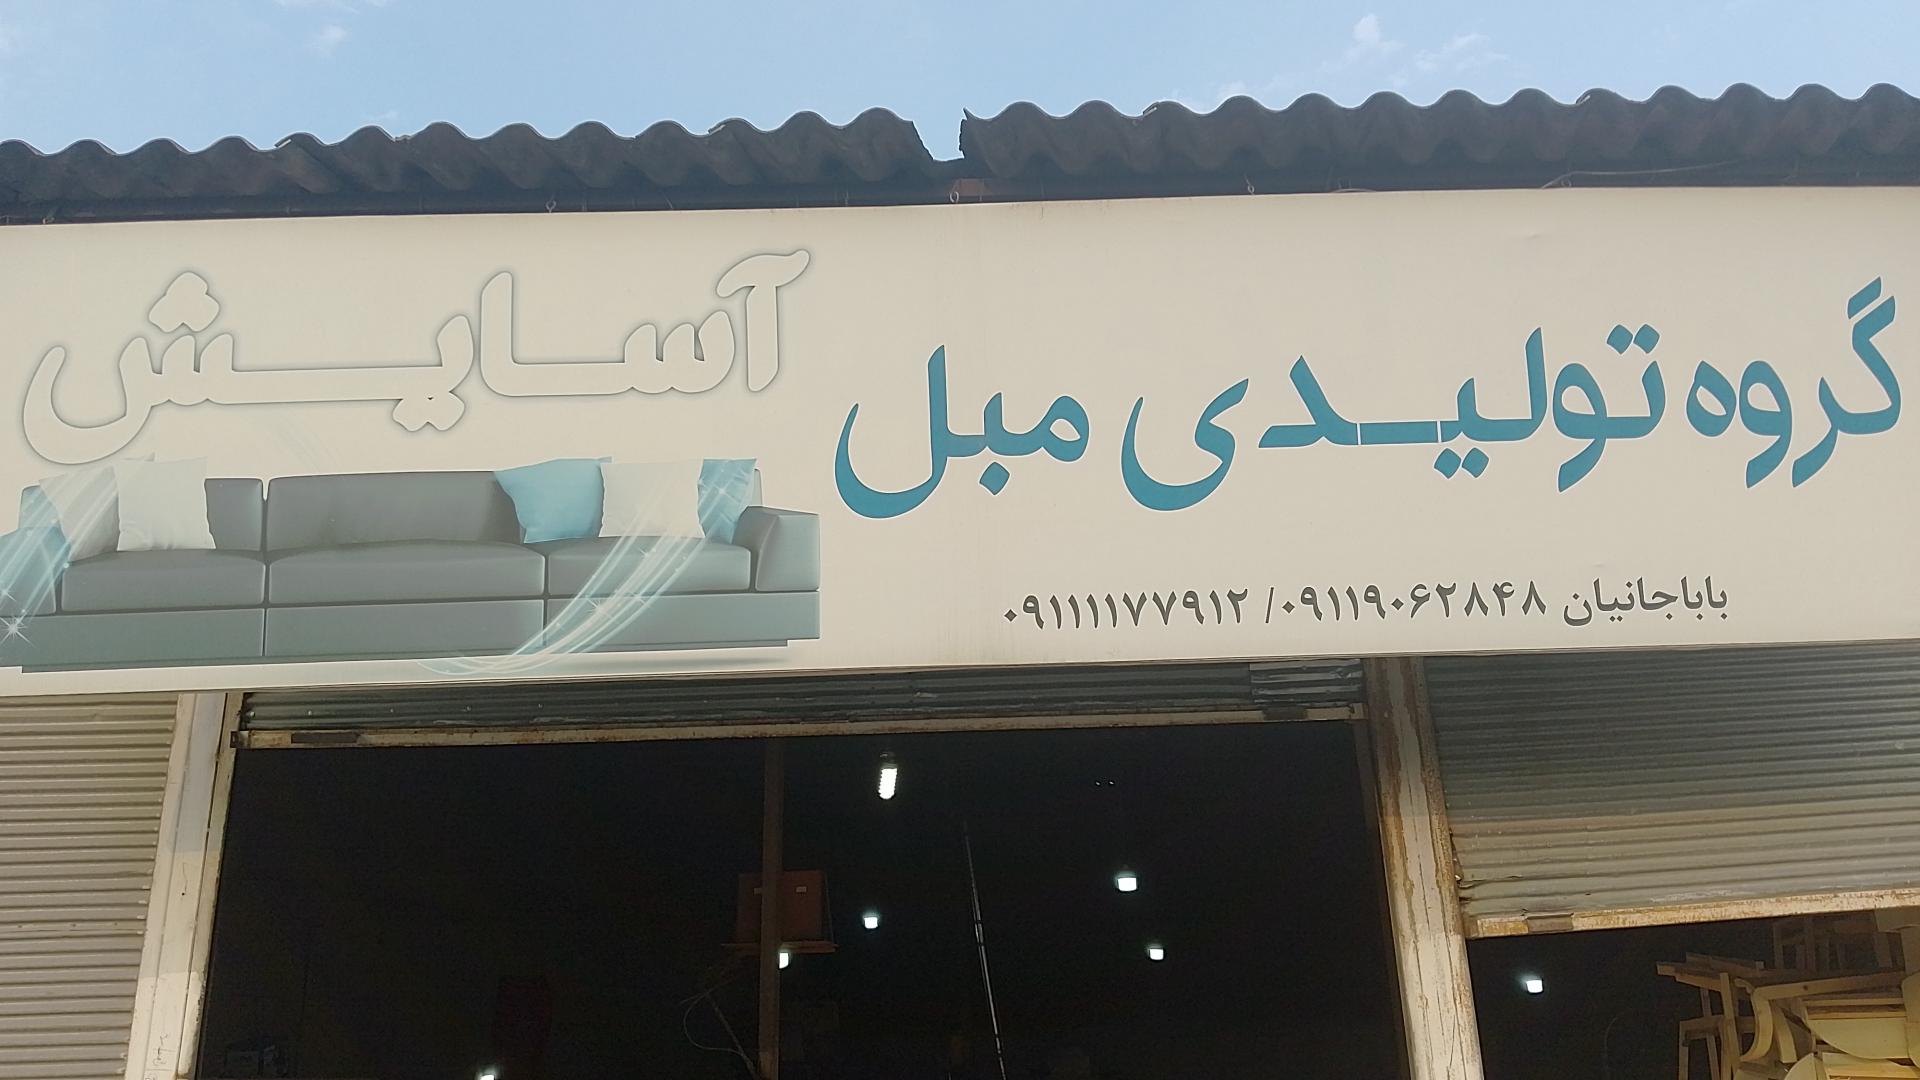 گروه تولیدی مبل
آسایش
باباجانیان ۰۹۱۱۹۰۶۲۸۴۸ / ۰۹۱۱۱۱۷۷۹۱۲